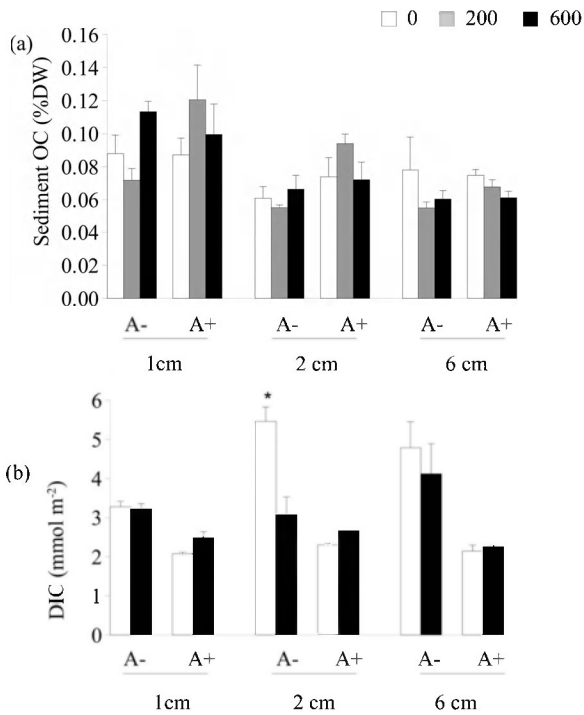 0 200 600
(a)
Sediment OC (%DW)
0.16
0.14
0.12
0.10
0.08
0.06
0.04
0.02
0.00
A- A+ A- A+ A- A+
1cm 2 cm 6 cm
(b)
DIC (mmol m-2)
6
5
4
3
2
1
0
*
A- A+ A- A+ A- A+
1cm 2 cm 6 cm